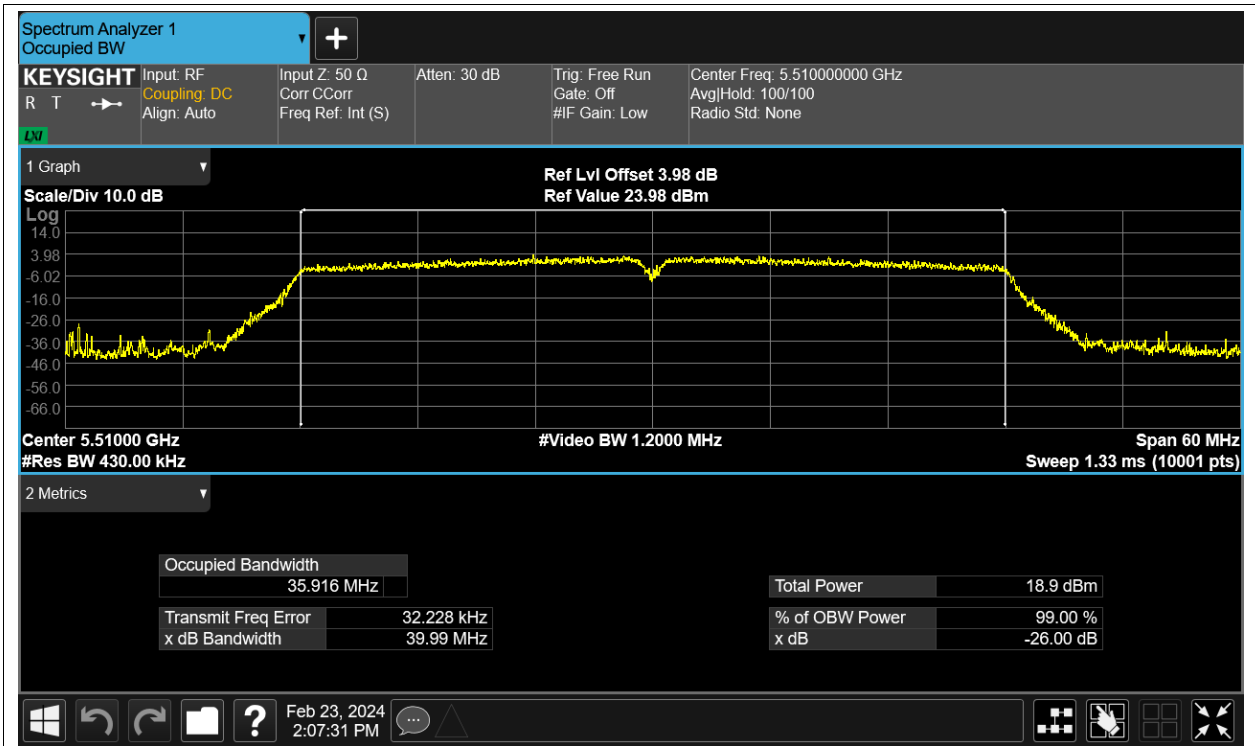 Spectrum Analyzer 1
Occupied BW
KEYSIGHT
R T
LXI
Input: RF
Coupling: DC
Align: Auto
Input Z: 50 Ω
Corr CCorr
Freq Ref: Int (S)
Atten: 30 dB
Trig: Free Run
Gate: Off
#IF Gain: Low
Center Freq: 5.510000000 GHz
Avg|Hold: 100/100
Radio Std: None
1 Graph
Scale/Div 10.0 dB
Ref Lvl Offset 3.98 dB
Ref Value 23.98 dBm
Log
14.0
3.98
-6.02
-16.0
-26.0
-36.0
-46.0
-56.0
-66.0
Center 5.51000 GHz
#Video BW 1.2000 MHz
Span 60 MHz
#Res BW 430.00 kHz
Sweep 1.33 ms (10001 pts)
2 Metrics
Occupied Bandwidth
35.916 MHz
Transmit Freq Error 32.228 kHz
x dB Bandwidth 39.99 MHz
Total Power 18.9 dBm
% of OBW Power 99.00 %
x dB -26.00 dB
?
Feb 23, 2024
2:07:31 PM